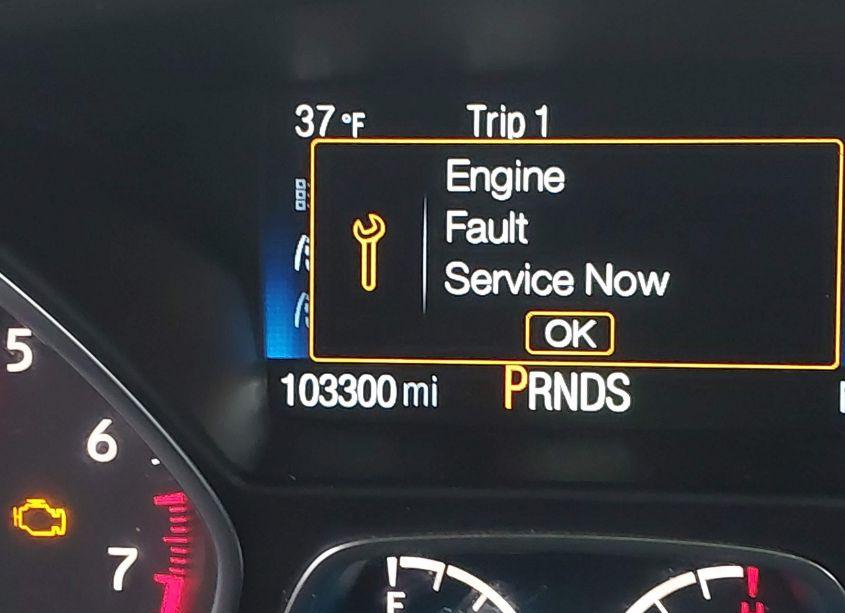 37 °F Trip 1
Engine
Fault
Service Now
OK
103300 mi PRNDS
5
6
7
F